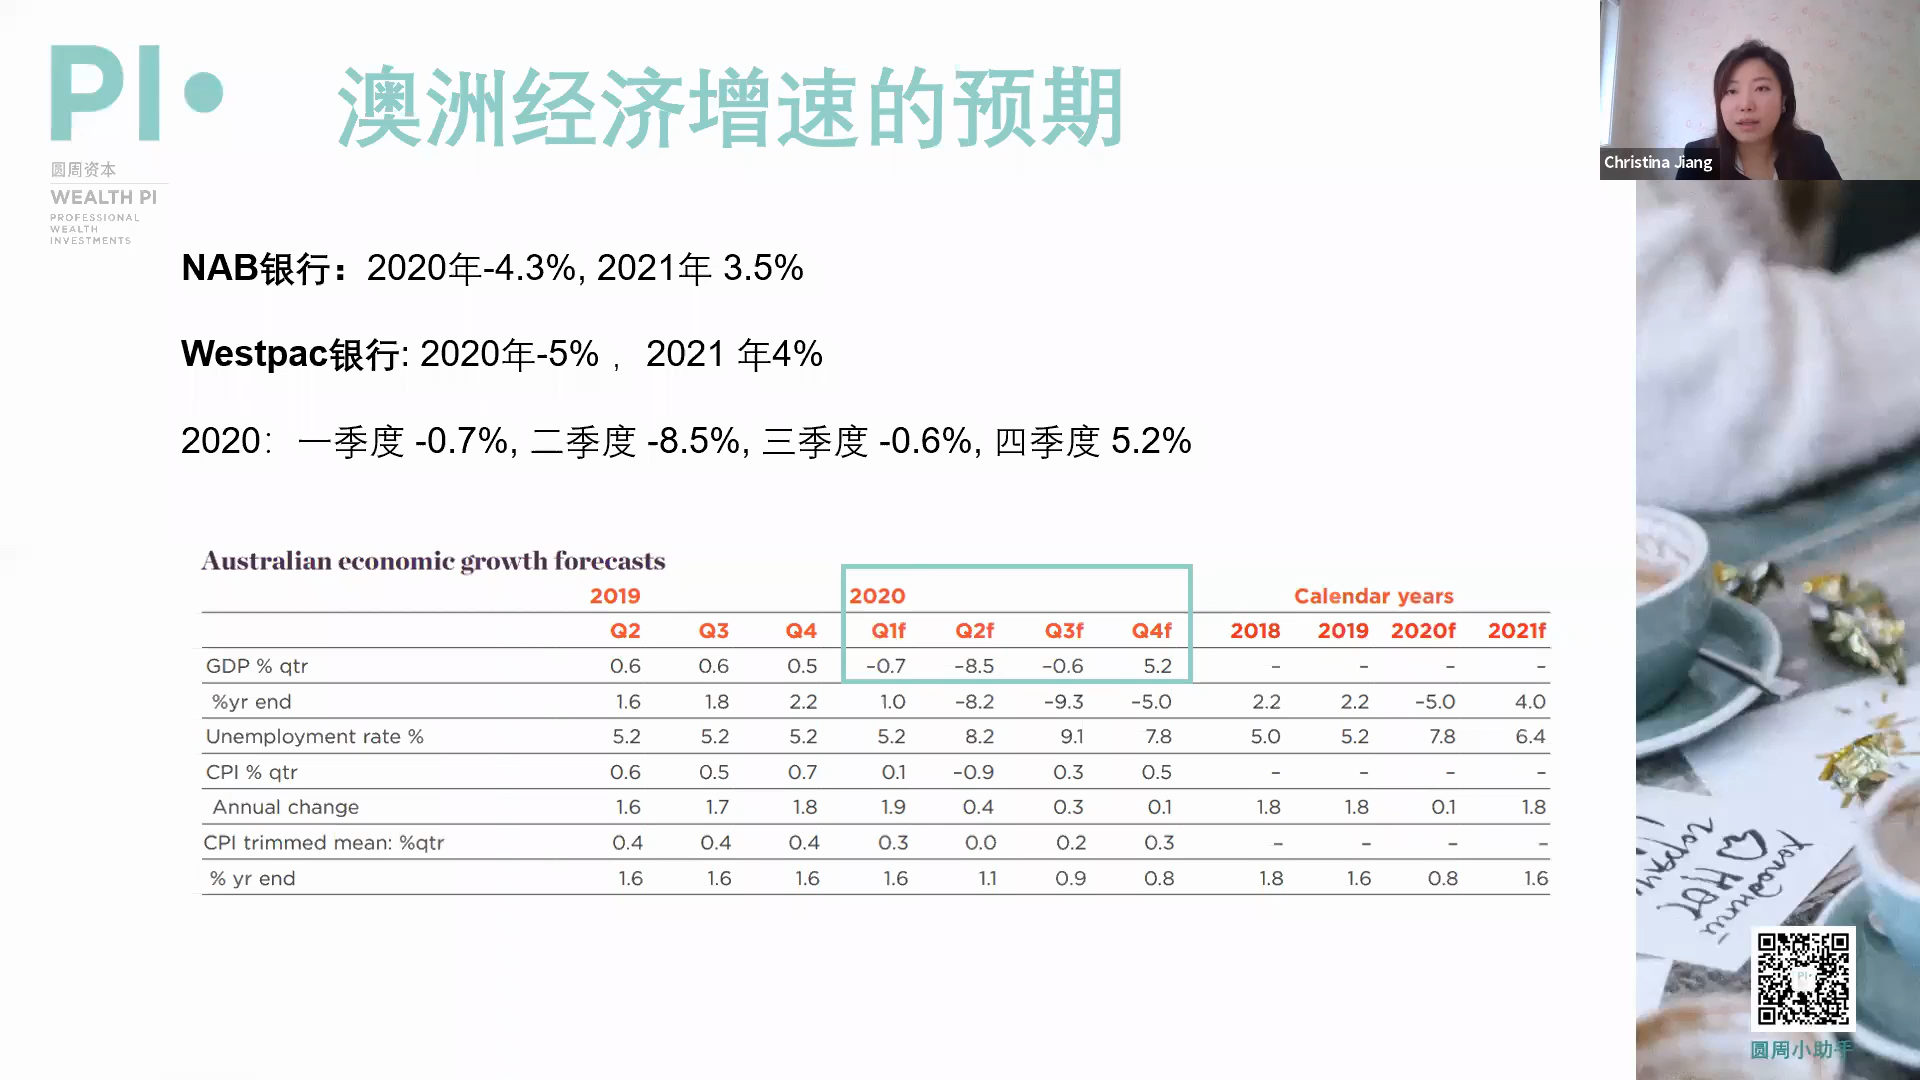 PI•
澳洲经济增速的预期
圆周资本
WEALTH PI
PROFESSIONAL
WEALTH
INVESTMENTS
Christina Jiang
NAB银行：2020年-4.3%, 2021年 3.5%
Westpac银行: 2020年-5% ，2021 年4%
2020：一季度 -0.7%, 二季度 -8.5%, 三季度 -0.6%, 四季度 5.2%
Australian economic growth forecasts
2019 2020 Calendar years
Q2 Q3 Q4 Q1f Q2f Q3f Q4f 2018 2019 2020f 2021f
GDP % qtr 0.6 0.6 0.5 –0.7 –8.5 –0.6 5.2 – – – –
%yr end 1.6 1.8 2.2 1.0 –8.2 –9.3 –5.0 2.2 2.2 –5.0 4.0
Unemployment rate % 5.2 5.2 5.2 5.2 8.2 9.1 7.8 5.0 5.2 7.8 6.4
CPI % qtr 0.6 0.5 0.7 0.1 –0.9 0.3 0.5 – – – –
Annual change 1.6 1.7 1.8 1.9 0.4 0.3 0.1 1.8 1.8 0.1 1.8
CPI trimmed mean: %qtr 0.4 0.4 0.4 0.3 0.0 0.2 0.3 – – – –
% yr end 1.6 1.6 1.6 1.6 1.1 0.9 0.8 1.8 1.6 0.8 1.6
PI•
圆周小助手